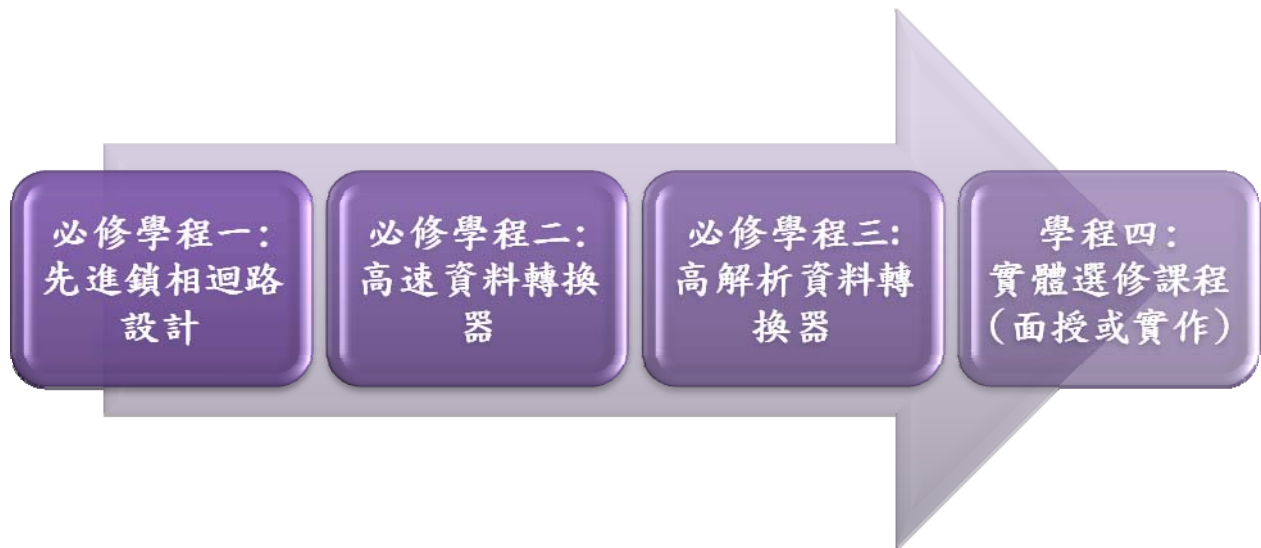 必修學程一:
先進鎖相迴路
設計
必修學程二:
高速資料轉換
器
必修學程三:
高解析資料轉
換器
學程四:
實體選修課程
(面授或實作)